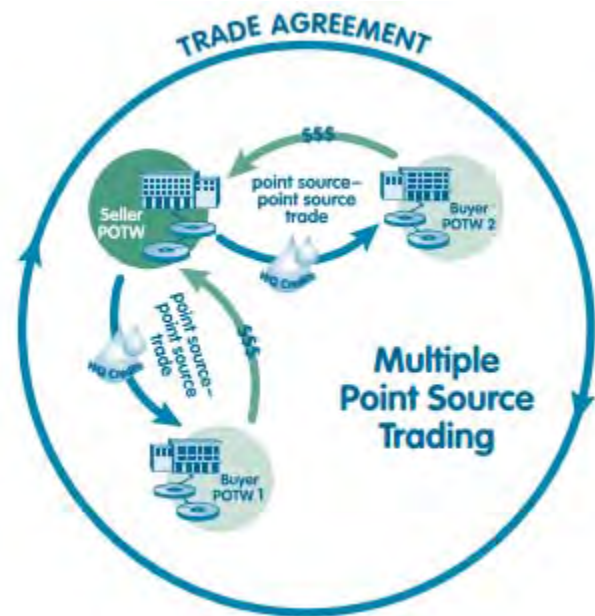 TRADE AGREEMENT
$$$
point source–
point source
trade
Seller
POTW
Buyer
POTW 2
WQ Credits
point source–
point source
trade
$$$
WQ Credits
Multiple
Point Source
Trading
Buyer
POTW 1